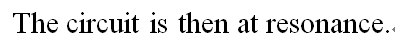 The circuit is then at resonance.